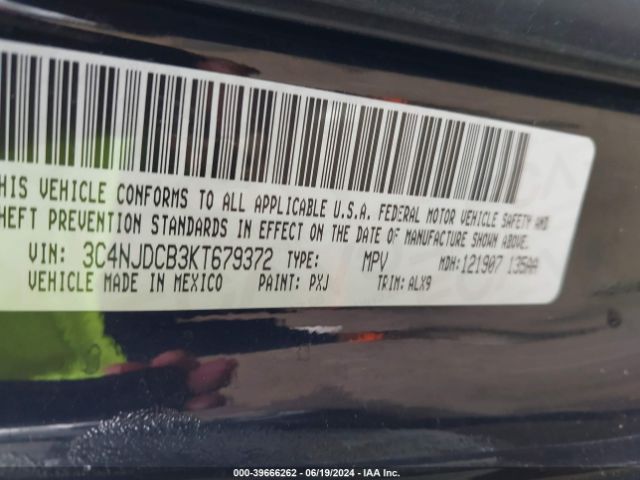 HIS VEHICLE CONFORMS TO ALL APPLICABLE U.S.A. FEDERAL MOTOR VEHICLE SAFETY AND
HEFT PREVENTION STANDARDS IN EFFECT ON THE DATE OF MANUFACTURE SHOWN ABOVE.
VIN: 3C4NJDCB3KT679372 TYPE: MPV MDH:121907 135AA
VEHICLE MADE IN MEXICO PAINT: PXJ TRIM:ALX9
000-39666262 - 06/19/2024 - IAA Inc.